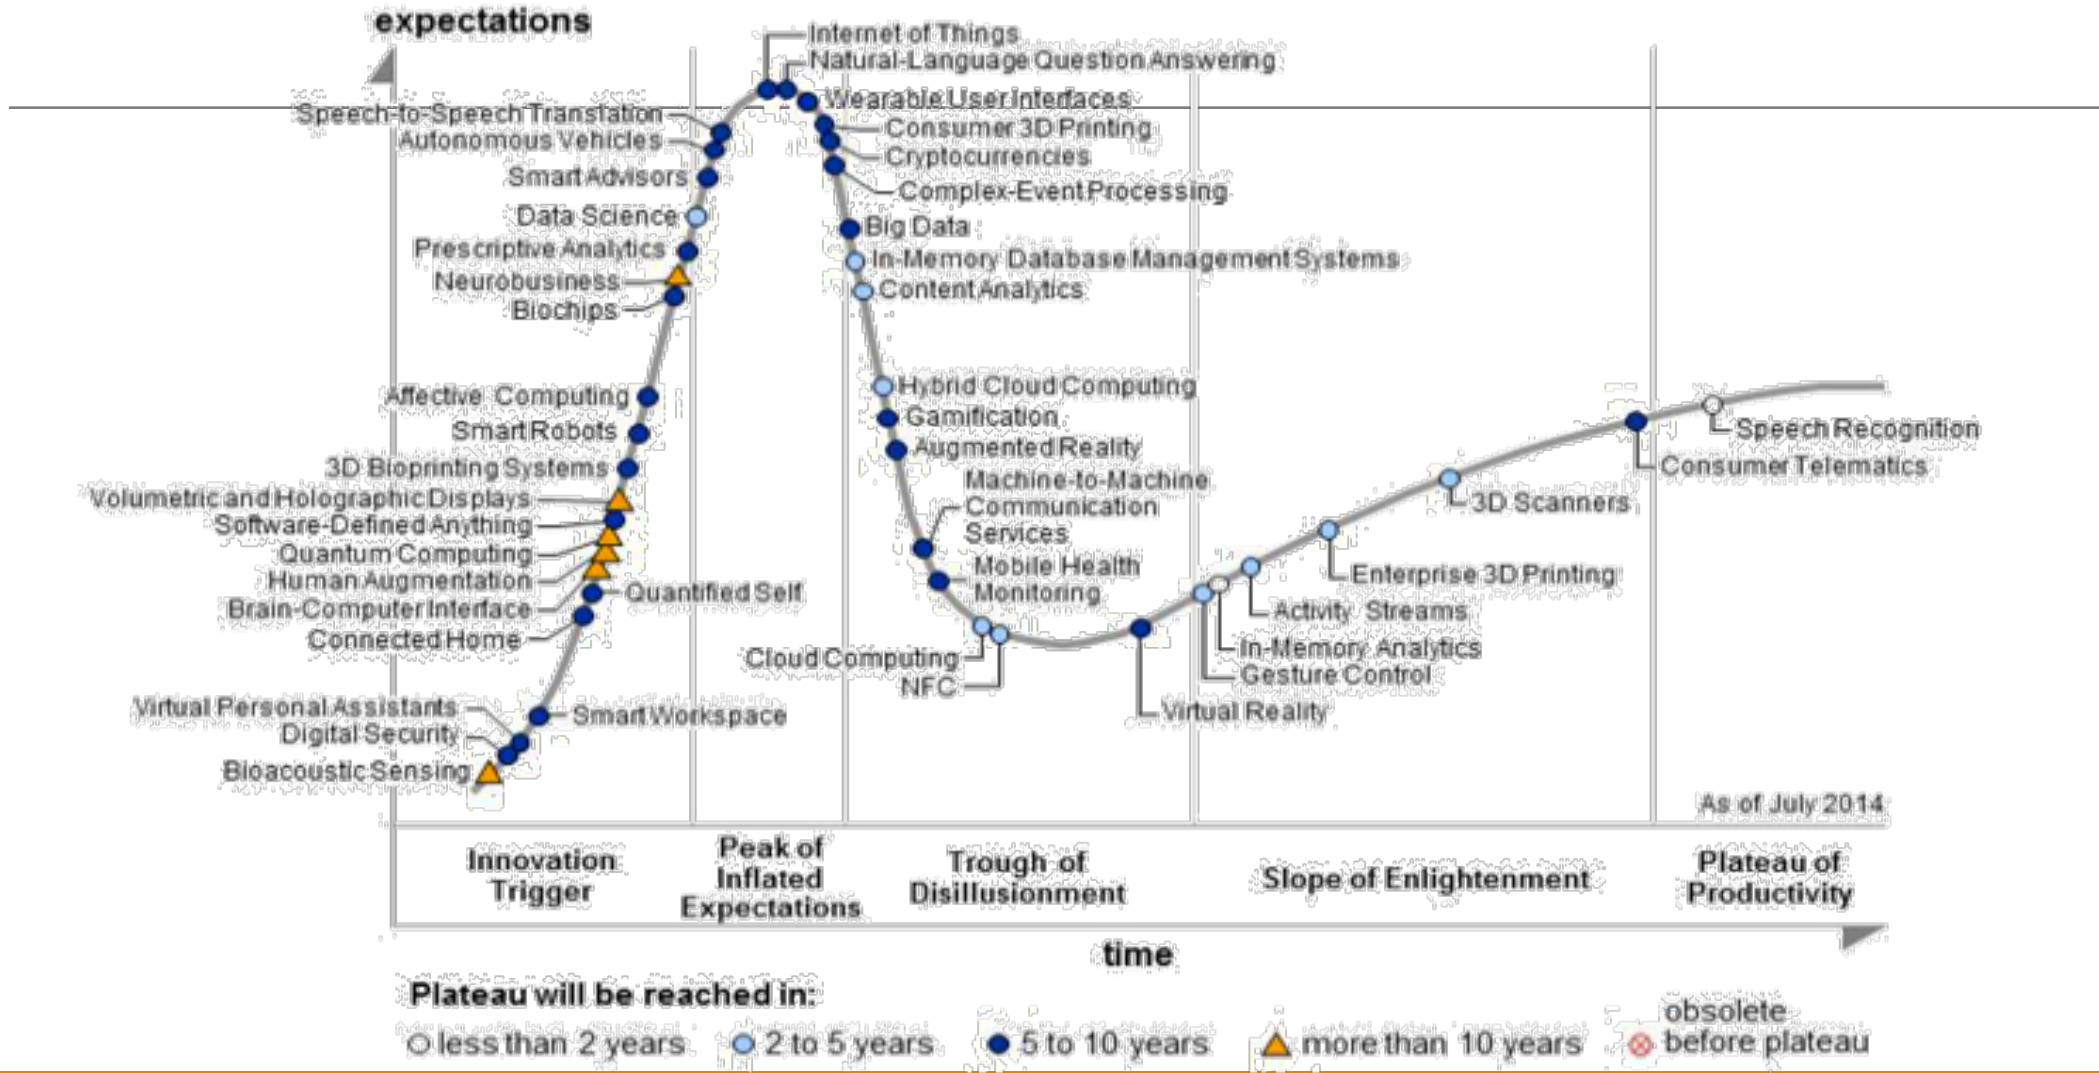 expectations
Internet of Things
Natural-Language Question Answering
Wearable User Interfaces
Speech-to-Speech Translation
Consumer 3D Printing
Autonomous Vehicles
Cryptocurrencies
Smart Advisors
Complex-Event Processing
Data Science
Big Data
Prescriptive Analytics
In-Memory Database Management Systems
Neurobusiness
Content Analytics
Biochips
Hybrid Cloud Computing
Affective Computing
Gamification
Smart Robots
Augmented Reality
3D Bioprinting Systems
Machine-to-Machine
Communication
Services
Volumetric and Holographic Displays
Software-Defined Anything
Quantum Computing
Human Augmentation
Brain-Computer Interface
Connected Home
Quantified Self
Mobile Health
Monitoring
Cloud Computing
NFC
Virtual Personal Assistants
Smart Workspace
Digital Security
Bioacoustic Sensing
Speech Recognition
Consumer Telematics
3D Scanners
Enterprise 3D Printing
Activity Streams
In-Memory Analytics
Gesture Control
Virtual Reality
As of July 2014
Innovation
Trigger
Peak of
Inflated
Expectations
Trough of
Disillusionment
Slope of Enlightenment
Plateau of
Productivity
time
Plateau will be reached in:
less than 2 years
2 to 5 years
5 to 10 years
more than 10 years
obsolete
before plateau